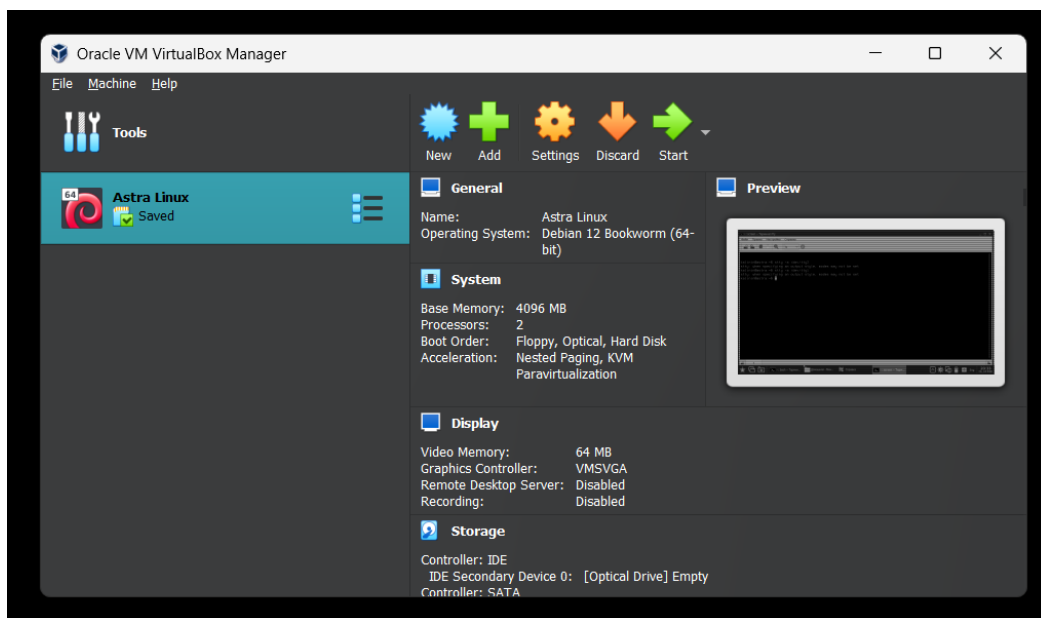 Oracle VM VirtualBox Manager
File Machine Help
Tools
New Add Settings Discard Start
64
Astra Linux
Saved
General
Name: Astra Linux
Operating System: Debian 12 Bookworm (64-
bit)
System
Base Memory: 4096 MB
Processors: 2
Boot Order: Floppy, Optical, Hard Disk
Acceleration: Nested Paging, KVM
Paravirtualization
Preview
Display
Video Memory: 64 MB
Graphics Controller: VMSVGA
Remote Desktop Server: Disabled
Recording: Disabled
Storage
Controller: IDE
IDE Secondary Device 0: [Optical Drive] Empty
Controller: SATA